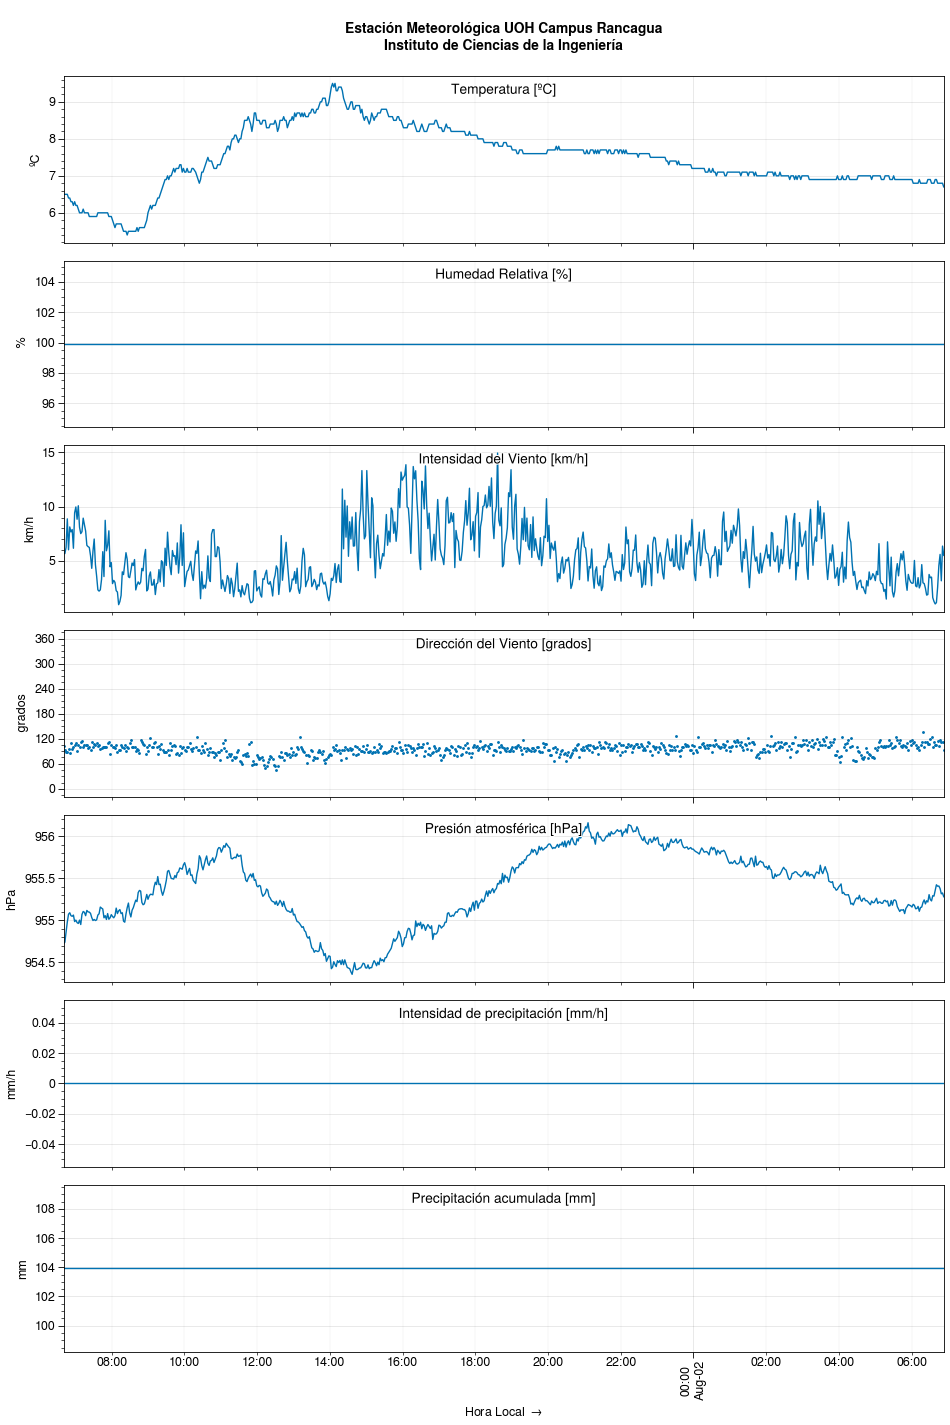 Estación Meteorológica UOH Campus Rancagua
Instituto de Ciencias de la Ingeniería
Temperatura [ºC]
ºC
9
8
7
6
Humedad Relativa [%]
%
104
102
100
98
96
Intensidad del Viento [km/h]
km/h
15
10
5
Dirección del Viento [grados]
grados
360
300
240
180
120
60
0
Presión atmosférica [hPa]
hPa
956
955.5
955
954.5
Intensidad de precipitación [mm/h]
mm/h
0.04
0.02
0
−0.02
−0.04
Precipitación acumulada [mm]
mm
108
106
104
102
100
08:00 10:00 12:00 14:00 16:00 18:00 20:00 22:00 00:00 02:00 04:00 06:00
Aug-02
Hora Local →